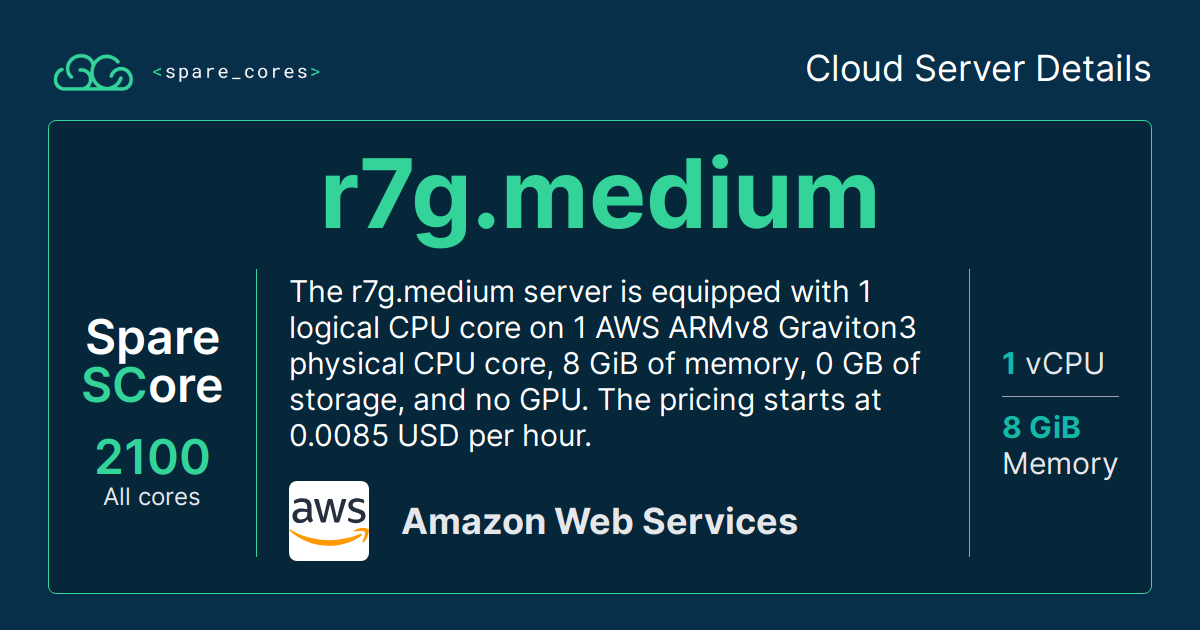 <spare_cores>
Cloud Server Details
r7g.medium
Spare
SCore
2100
All cores
The r7g.medium server is equipped with 1
logical CPU core on 1 AWS ARMv8 Graviton3
physical CPU core, 8 GiB of memory, 0 GB of
storage, and no GPU. The pricing starts at
0.0085 USD per hour.
aws
Amazon Web Services
1 vCPU
8 GiB
Memory